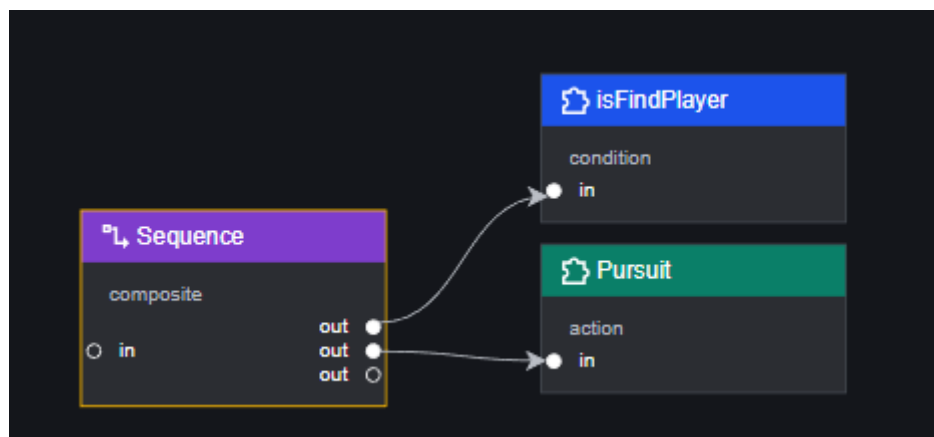 isFindPlayer
condition
in
Sequence
composite
out
in
out
out
Pursuit
action
in